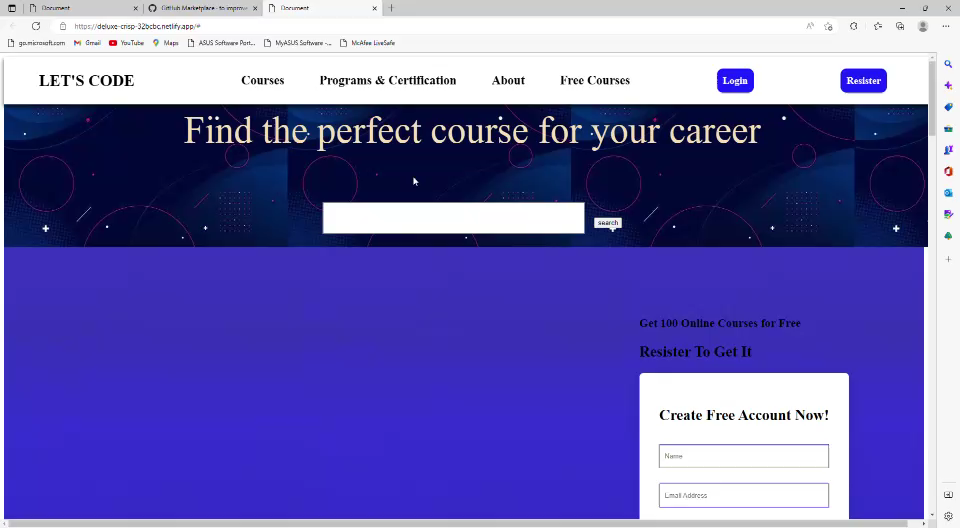 Document
GitHub Marketplace - to improve
Document
https://deluxe-crisp-32bcbc.netlify.app/#
go.microsoft.com
Gmail
YouTube
Maps
ASUS Software Port...
MyASUS Software -...
McAfee LiveSafe
LET'S CODE
Courses
Programs & Certification
About
Free Courses
Login
Register
Find the perfect course for your career
search
Get 100 Online Courses for Free
Resister To Get It
Create Free Account Now!
Name
Email Address